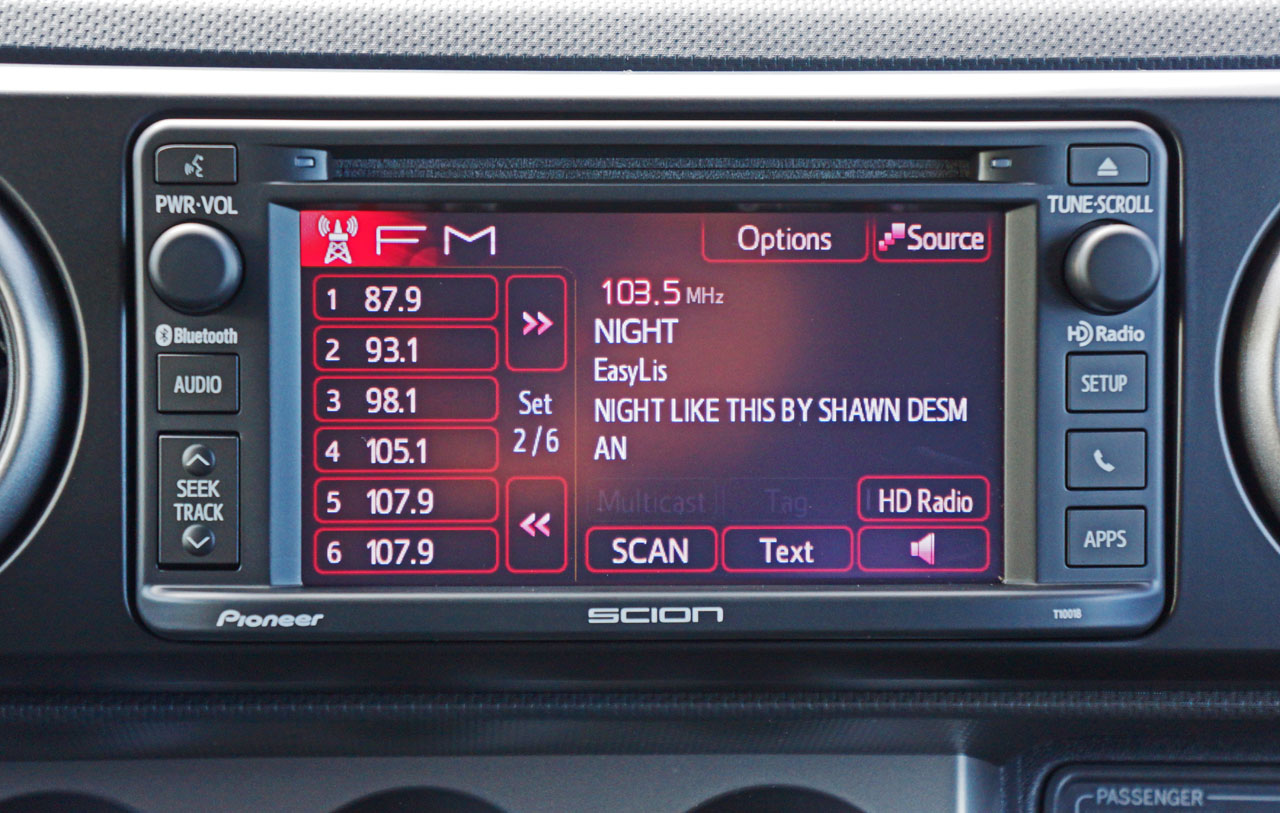 PWR·VOL
TUNE·SCROLL
FM
Options
Source
1 87.9
2 93.1
3 98.1
4 105.1
5 107.9
6 107.9
Set
2/6
103.5 MHz
NIGHT
EasyLis
NIGHT LIKE THIS BY SHAWN DESM
AN
Multicast
Tag
HD Radio
SCAN
Text
Bluetooth
AUDIO
SEEK
TRACK
HD Radio
SETUP
APPS
Pioneer
SCION
T10018
PASSENGER